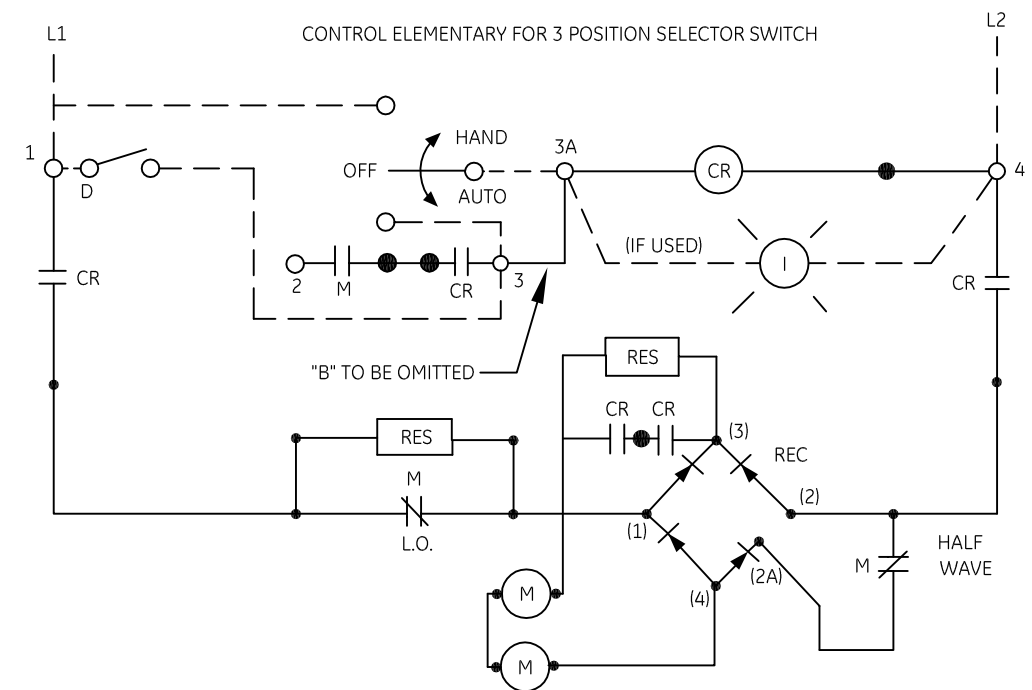 L1
CONTROL ELEMENTARY FOR 3 POSITION SELECTOR SWITCH
L2
HAND
3A
1
OFF
CR
4
D
AUTO
(IF USED)
I
2
M
CR
3
CR
CR
"B" TO BE OMITTED
RES
CR CR
(3)
RES
REC
M
(2)
L.O.
(1)
HALF
WAVE
M
(2A)
(4)
M
M